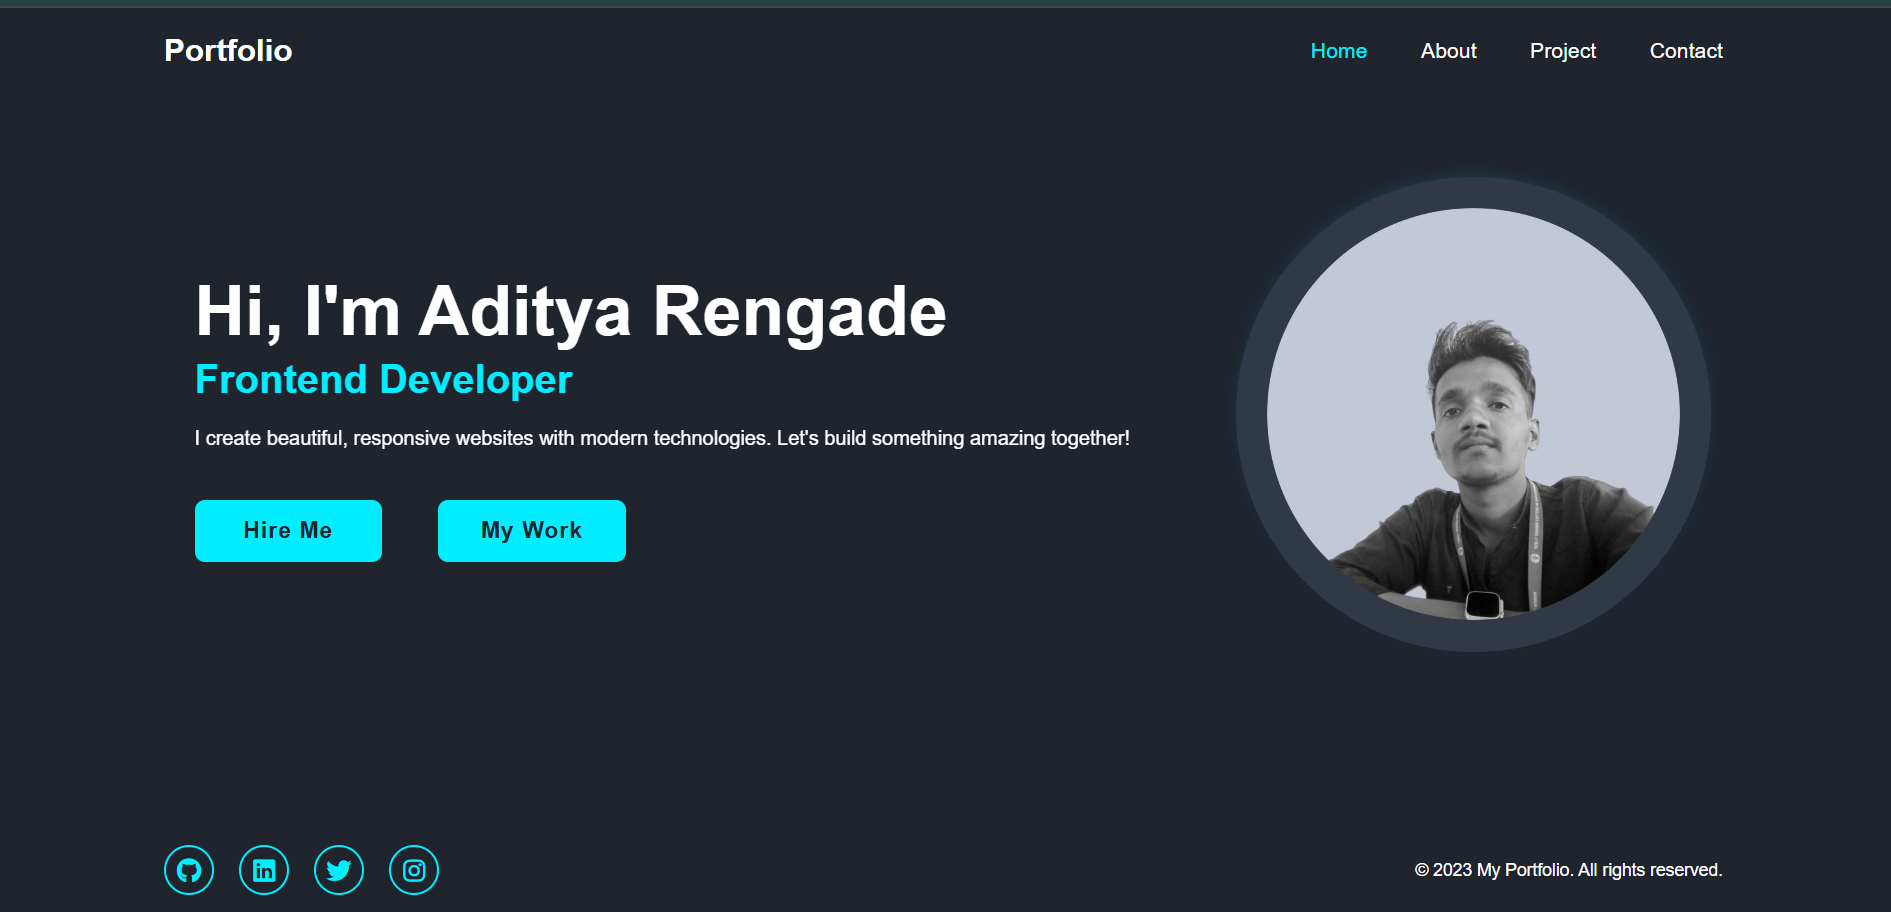 Portfolio
Home About Project Contact
Hi, I'm Aditya Rengade
Frontend Developer
I create beautiful, responsive websites with modern technologies. Let's build something amazing together!
Hire Me My Work
© 2023 My Portfolio. All rights reserved.